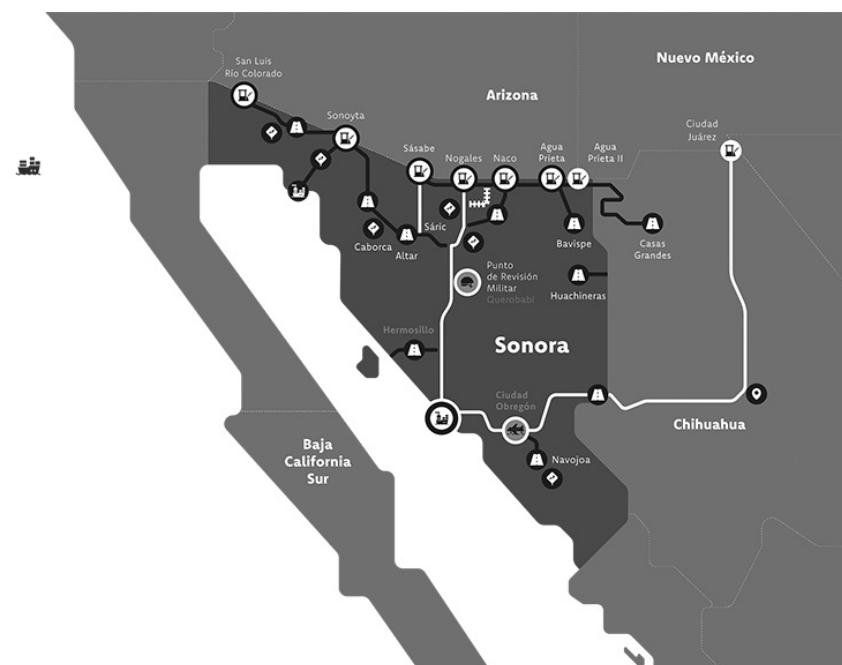 San Luis
Río Colorado
Sonoyta
Sásabe
Nogales
Naco
Agua
Prieta
Agua
Prieta II
Arizona
Nuevo México
Ciudad
Juárez
Caborca
Altar
Sáric
Bavispe
Casas
Grandes
Punto
de Revisión
Militar
Querobabi
Huachineras
Hermosillo
Sonora
Ciudad
Obregón
Navojoa
Chihuahua
Baja
California
Sur